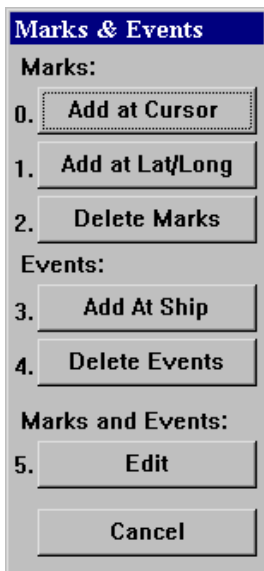 Marks & Events
Marks:
0. Add at Cursor
1. Add at Lat/Long
2. Delete Marks
Events:
3. Add At Ship
4. Delete Events
Marks and Events:
5. Edit
Cancel